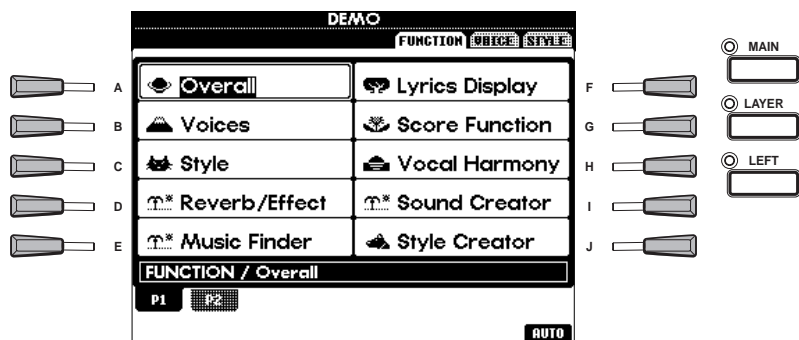 DEMO
FUNCTION VOICE STYLE
MAIN
A Overall Lyrics Display F
LAYER
B Voices Score Function G
LEFT
C Style Vocal Harmony H
D Reverb/Effect Sound Creator I
E Music Finder Style Creator J
FUNCTION / Overall
P1 P2
AUTO